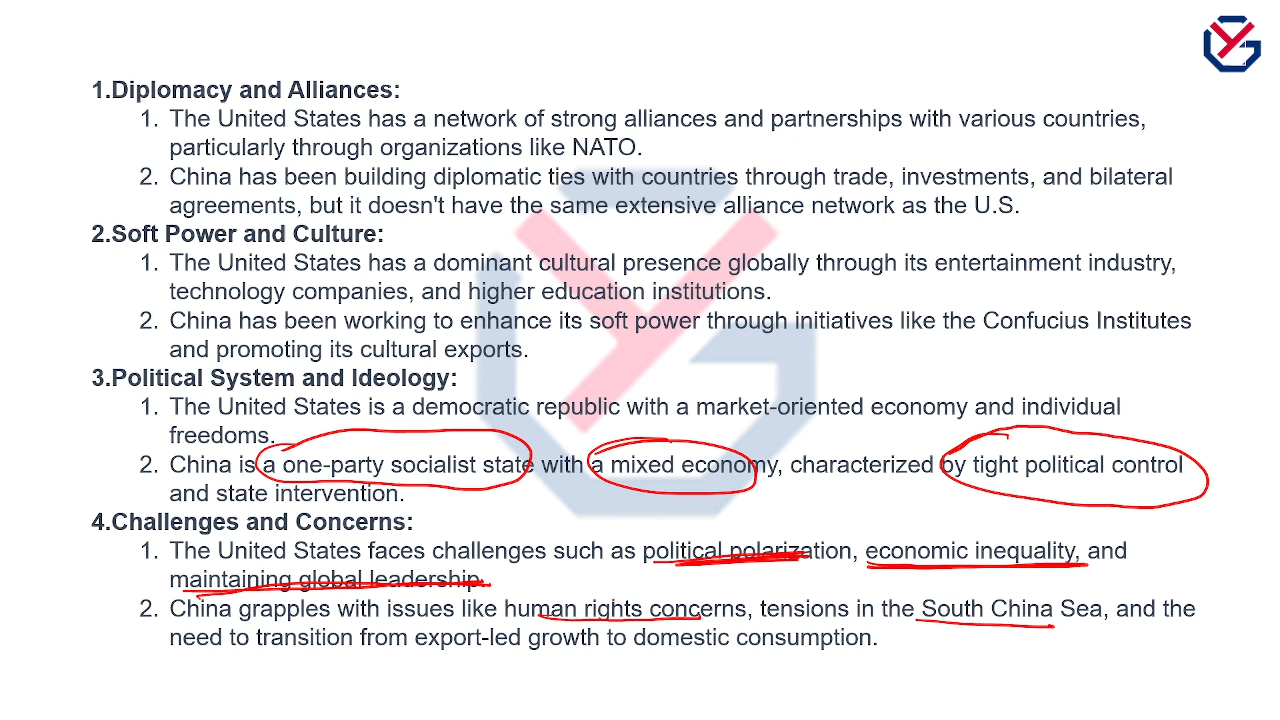 1.Diplomacy and Alliances:
1. The United States has a network of strong alliances and partnerships with various countries,
particularly through organizations like NATO.
2. China has been building diplomatic ties with countries through trade, investments, and bilateral
agreements, but it doesn't have the same extensive alliance network as the U.S.
2.Soft Power and Culture:
1. The United States has a dominant cultural presence globally through its entertainment industry,
technology companies, and higher education institutions.
2. China has been working to enhance its soft power through initiatives like the Confucius Institutes
and promoting its cultural exports.
3.Political System and Ideology:
1. The United States is a democratic republic with a market-oriented economy and individual
freedoms.
2. China is a one-party socialist state with a mixed economy, characterized by tight political control
and state intervention.
4.Challenges and Concerns:
1. The United States faces challenges such as political polarization, economic inequality, and
maintaining global leadership.
2. China grapples with issues like human rights concerns, tensions in the South China Sea, and the
need to transition from export-led growth to domestic consumption.